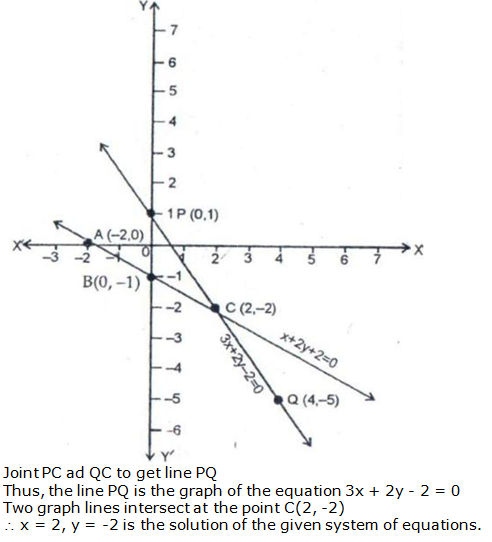 Y
7
6
5
4
3
2
1 P (0,1)
A (–2,0)
X' –3 –2 –1 0 1 2 3 4 5 6 7 X
B(0, –1) –1
–2 C (2,–2)
x+2y+2=0
–3
3x+2y–2=0
–4
–5 Q (4,–5)
–6
Y'
Joint PC ad QC to get line PQ
Thus, the line PQ is the graph of the equation 3x + 2y - 2 = 0
Two graph lines intersect at the point C(2, -2)
∴ x = 2, y = -2 is the solution of the given system of equations.